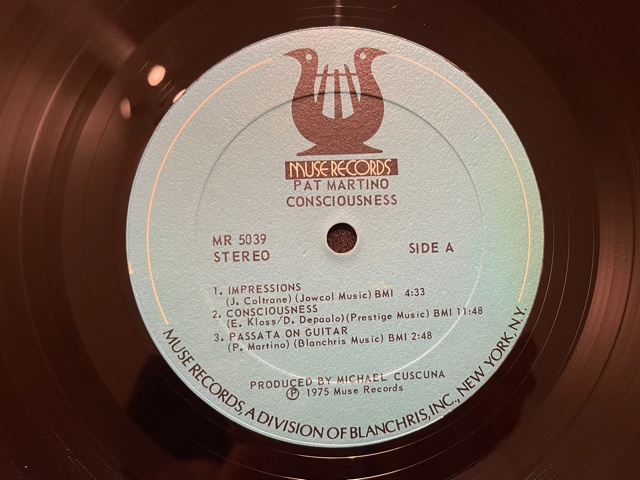 MUSE RECORDS
PAT MARTINO
CONSCIOUSNESS
MR 5039
STEREO
SIDE A
1. IMPRESSIONS
(J. Coltrane) (Jowcol Music) BMI 4:33
2. CONSCIOUSNESS
(E. Kloss/D. Depaolo) (Prestige Music) BMI 11:48
3. PASSATA ON GUITAR
(P. Martino) (Blanchris Music) BMI 2:48
PRODUCED BY MICHAEL CUSCUNA
Ⓟ 1975 Muse Records
MUSE RECORDS, A DIVISION OF BLANCHRIS, INC., NEW YORK, N.Y.